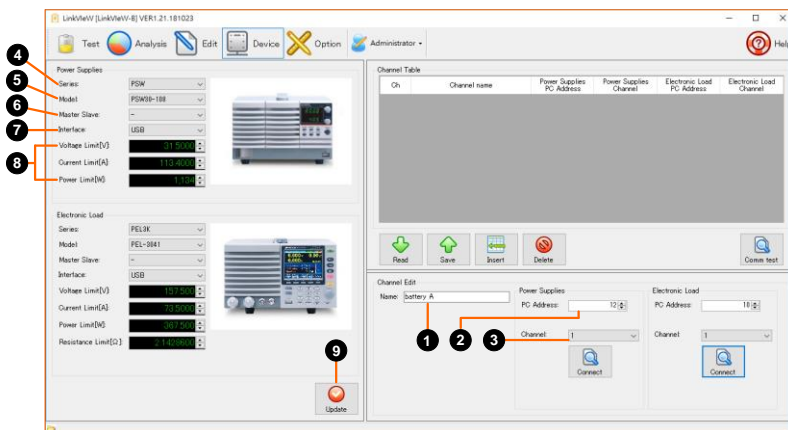 LinkVIeW [LinkVIeW-B] VER1.21.181023
Test
Analysis
Edit
Device
Option
Administrator
Help
Power Supplies
4
Series:
PSW
5
Model:
PSW30-108
6
Master Slave:
-
7
Interface:
USB
8
Voltage Limit[V]:
31.5000
Current Limit[A]:
113.4000
Power Limit[W]:
1,134
Electronic Load
Series:
PEL3K
Model:
PEL-3041
Master Slave:
-
Interface:
USB
Voltage Limit[V]:
157.500
Current Limit[A]:
73.5000
Power Limit[W]:
367.500
Resistance Limit[Ω]:
2.1428600
9
Update
Channel Table
Ch
Channel name
Power Supplies PC Address
Power Supplies Channel
Electronic Load PC Address
Electronic Load Channel
Read
Save
Insert
Delete
Comm test
Channel Edit
Name:
battery A
1
Power Supplies
PC Address:
12
2
Channel:
1
3
Connect
Electronic Load
PC Address:
18
Channel:
1
Connect